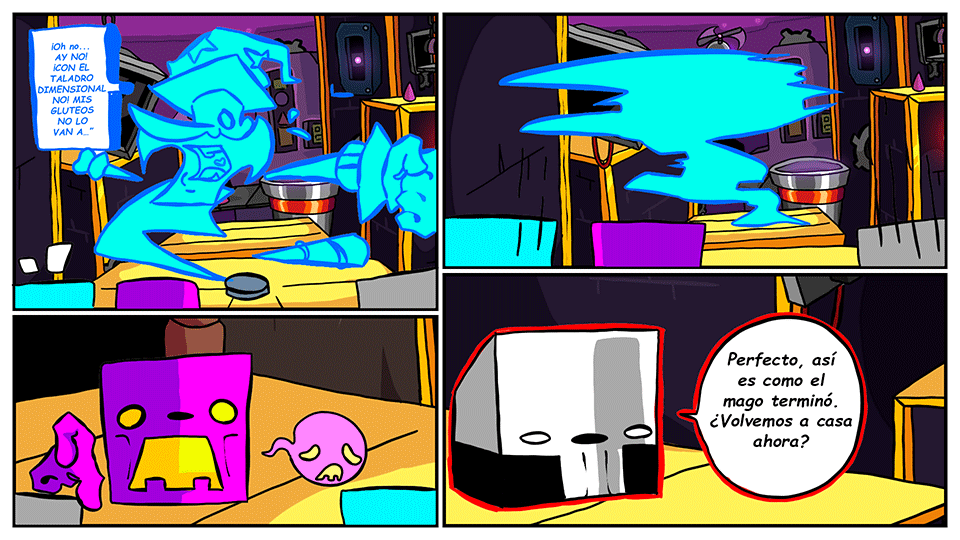 ¡Oh no...
AY NO!
¡CON EL
TALADRO
DIMENSIONAL
NO! MIS
GLUTEOS
NO LO
VAN A..."
Perfecto, así
es como el
mago terminó.
¿Volvemos a casa
ahora?